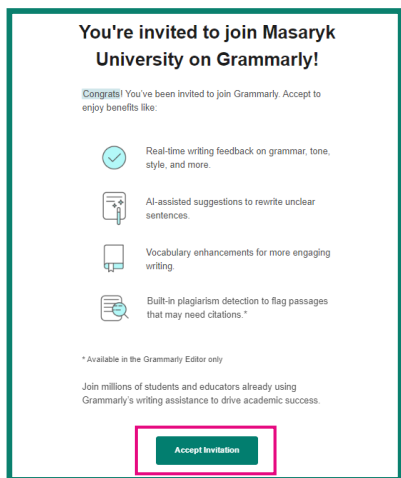 You're invited to join Masaryk
University on Grammarly!
Congrats! You've been invited to join Grammarly. Accept to
enjoy benefits like:
Real-time writing feedback on grammar, tone,
style, and more.
AI-assisted suggestions to rewrite unclear
sentences.
Vocabulary enhancements for more engaging
writing.
Built-in plagiarism detection to flag passages
that may need citations.*
* Available in the Grammarly Editor only
Join millions of students and educators already using
Grammarly's writing assistance to drive academic success.
Accept Invitation